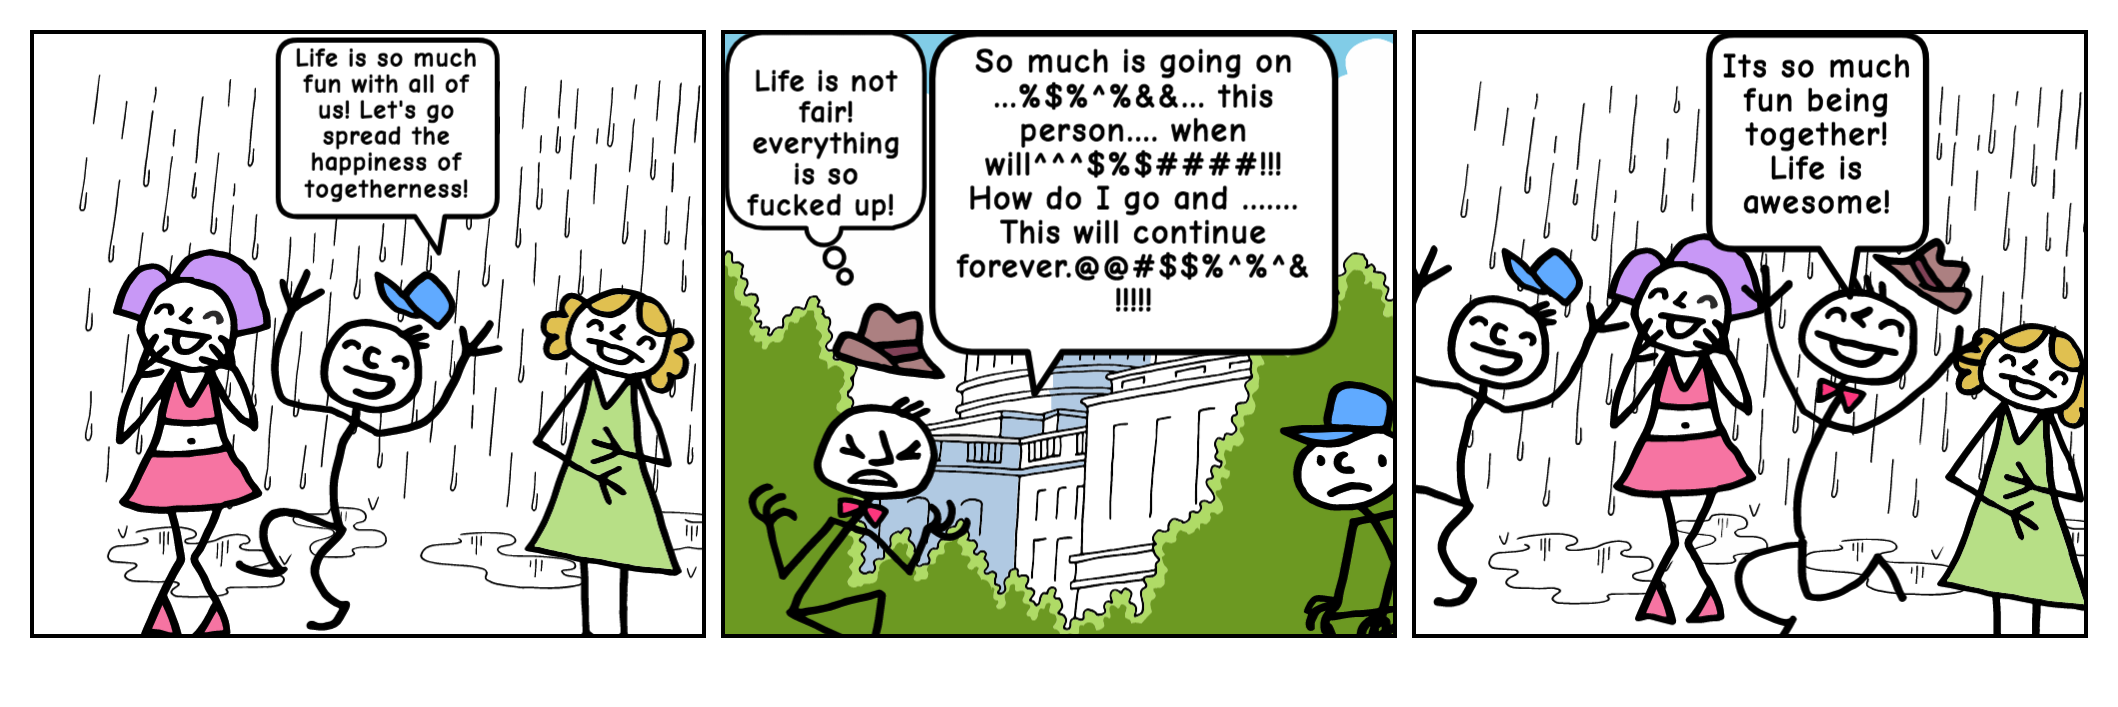 Life is so much
fun with all of
us! Let's go
spread the
happiness of
togetherness!
Life is not
fair!
everything
is so
fucked up!
So much is going on
...%$%^%&&... this
person.... when
will^^^$%$####!!!
How do I go and .......
This will continue
forever.@@#$$%^%^&
!!!!!
Its so much
fun being
together!
Life is
awesome!